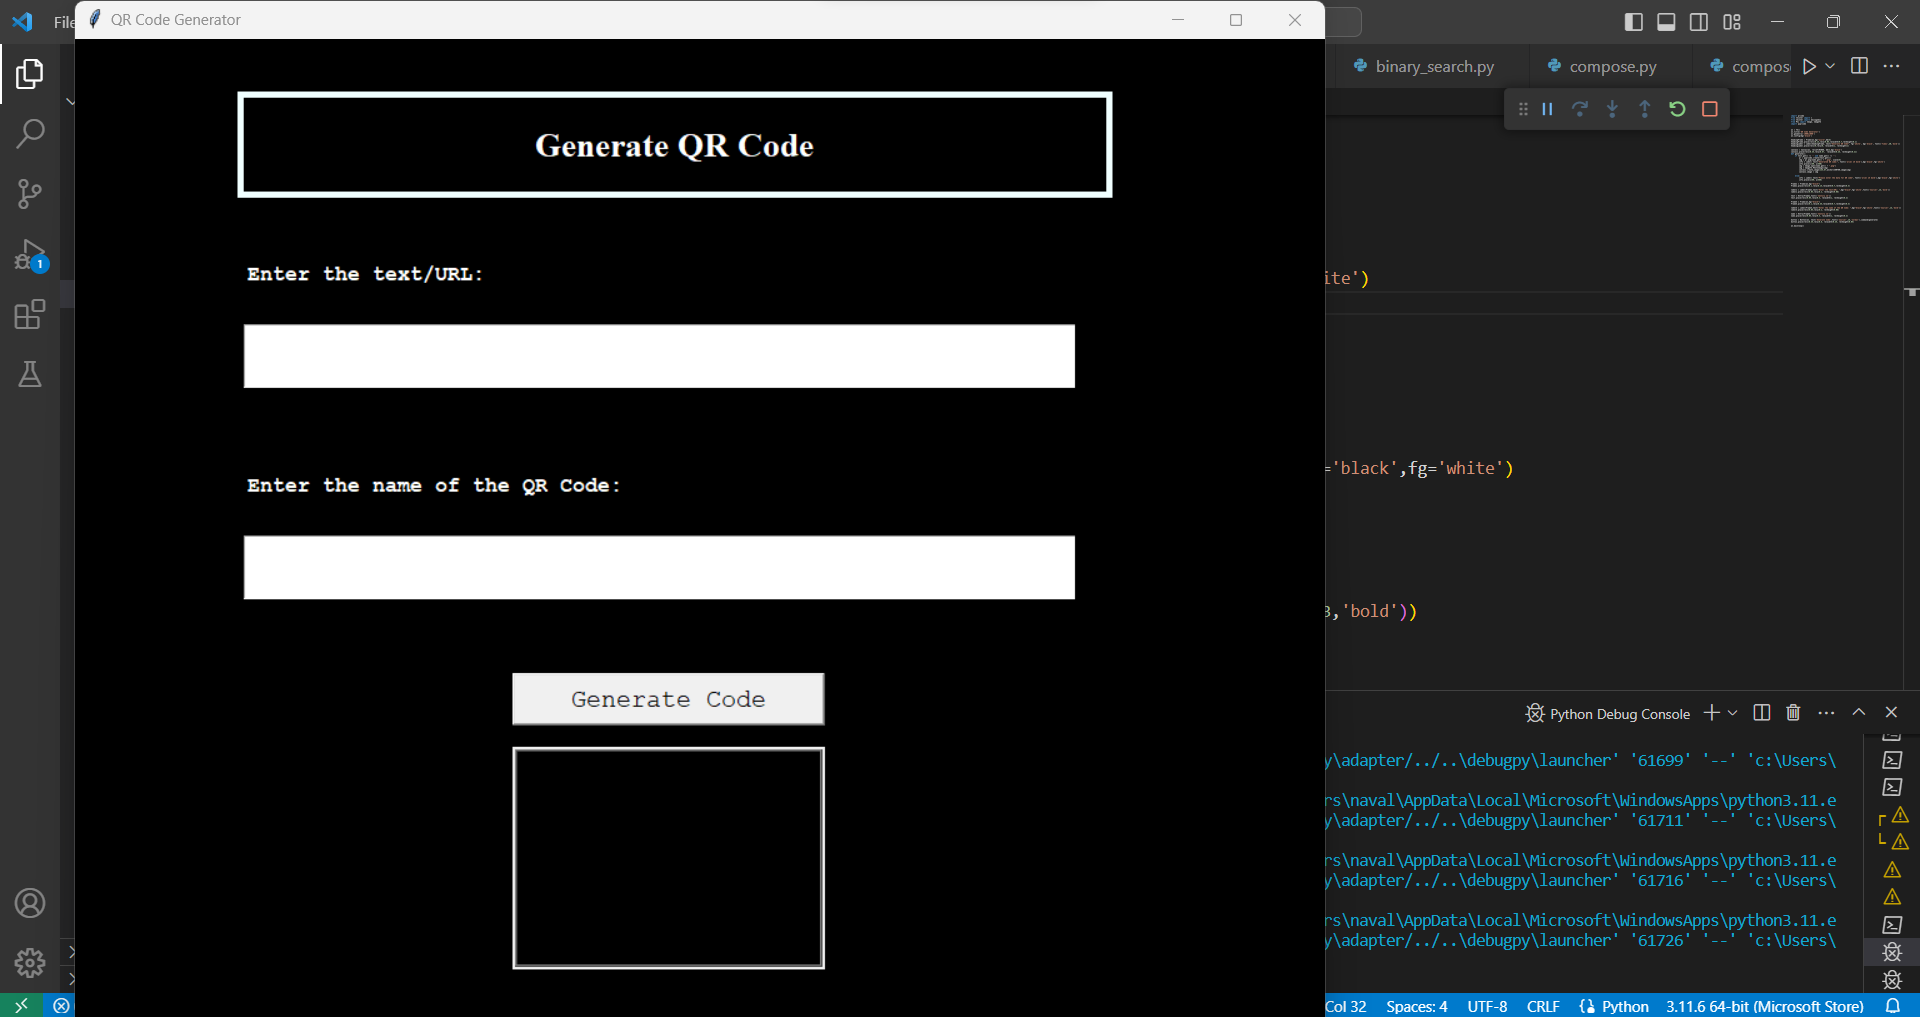 File
QR Code Generator
binary_search.py
compose.py
compos
Generate QR Code
Enter the text/URL:
ite')
Enter the name of the QR Code:
='black',fg='white')
3,'bold'))
Generate Code
Python Debug Console
y\adapter/../..\debugpy\launcher' '61699' '--' 'c:\Users\
rs\naval\AppData\Local\Microsoft\WindowsApps\python3.11.e
y\adapter/../..\debugpy\launcher' '61711' '--' 'c:\Users\
rs\naval\AppData\Local\Microsoft\WindowsApps\python3.11.e
y\adapter/../..\debugpy\launcher' '61716' '--' 'c:\Users\
rs\naval\AppData\Local\Microsoft\WindowsApps\python3.11.e
y\adapter/../..\debugpy\launcher' '61726' '--' 'c:\Users\
1
Col 32 Spaces: 4 UTF-8 CRLF Python 3.11.6 64-bit (Microsoft Store)